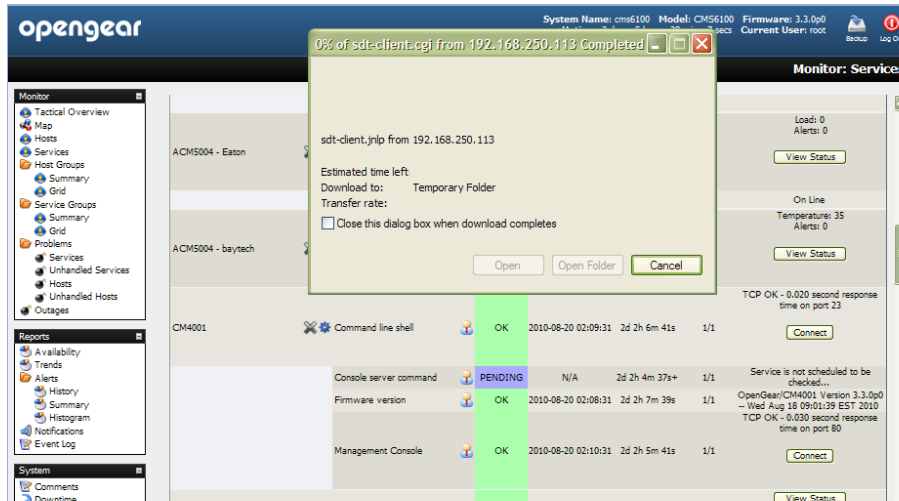 opengear
System Name: cms6100 Model: CMS6100 Firmware: 3.3.0p0
secs Current User: root
Backup
Log O
Monitor: Services
0% of sdt-client.cgi from 192.168.250.113 Completed
sdt-client.jnlp from 192.168.250.113
Estimated time left
Download to: Temporary Folder
Transfer rate:
Close this dialog box when download completes
Open
Open Folder
Cancel
Monitor
Tactical Overview
Map
Hosts
Services
Host Groups
Summary
Grid
Service Groups
Summary
Grid
Problems
Services
Unhandled Services
Hosts
Unhandled Hosts
Outages
Reports
Availability
Trends
Alerts
History
Summary
Histogram
Notifications
Event Log
System
Comments
Downtime
ACM5004 - Eaton
Load: 0
Alerts: 0
View Status
On Line
ACM5004 - baytech
Temperature: 35
Alerts: 0
View Status
CM4001
Command line shell OK 2010-08-20 02:09:31 2d 2h 6m 41s 1/1
TCP OK - 0.020 second response
time on port 23
Connect
Console server command PENDING N/A 2d 2h 4m 37s+ 1/1
Service is not scheduled to be
checked...
Firmware version OK 2010-08-20 02:08:31 2d 2h 7m 39s 1/1
OpenGear/CM4001 Version 3.3.0p0
-- Wed Aug 18 09:01:39 EST 2010
Management Console OK 2010-08-20 02:10:31 2d 2h 5m 41s 1/1
TCP OK - 0.030 second response
time on port 80
Connect
View Status